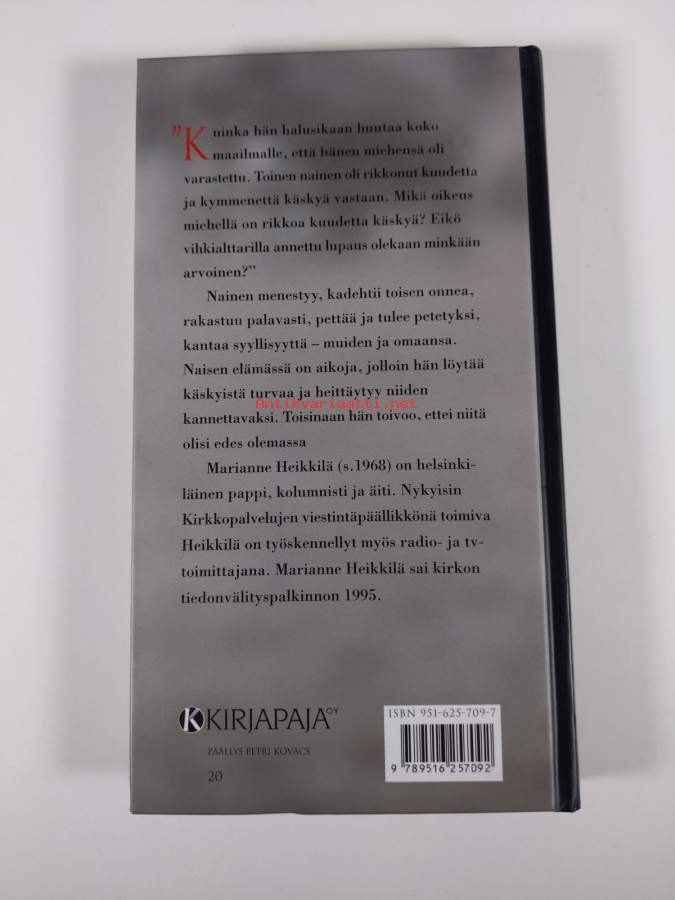 "Kuinka hän halusikaan huutaa koko
maailmalle, että hänen miehensä oli
varastettu. Toinen nainen oli rikkonut kuudetta
ja kymmenettä käskyä vastaan. Mikä oikeus
miehellä on rikkoa kuudetta käskyä? Eikö
vihkialttarilla annettu lupaus olekaan minkään
arvoinen?”
Nainen menestyy, kadehtii toisen onnea,
rakastuu palavasti, pettää ja tulee petetyksi,
kantaa syyllisyyttä – muiden ja omaansa.
Naisen elämässä on aikoja, jolloin hän löytää
käskyistä turvaa ja heittäytyy niiden
Antikvariaatti.net
kannettavaksi. Toisinaan hän toivoo, ettei niitä
olisi edes olemassa
Marianne Heikkilä (s.1968) on helsinki-
läinen pappi, kolumnisti ja äiti. Nykyisin
Kirkkopalvelujen viestintäpäällikkönä toimiva
Heikkilä on työskennellyt myös radio- ja tv-
toimittajana. Marianne Heikkilä sai kirkon
tiedonvälityspalkinnon 1995.
KIRJAPAJA OY
PÄÄLLYS PETRI KOVÁCS
20
ISBN 951-625-709-7
9 789516 257092